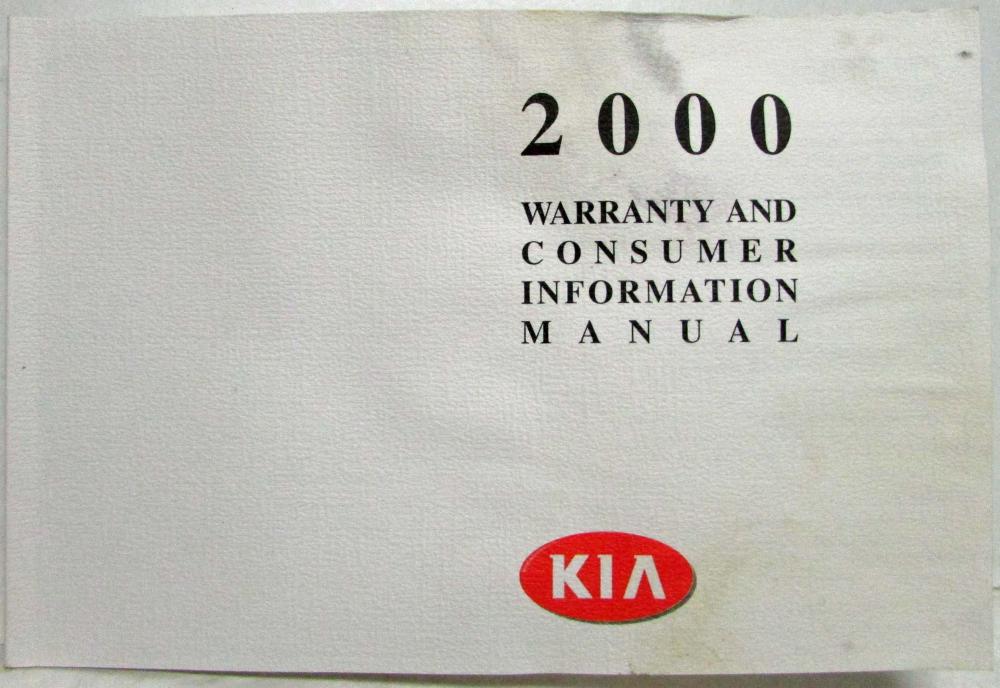 2000
WARRANTY AND
CONSUMER
INFORMATION
MANUAL
KIA